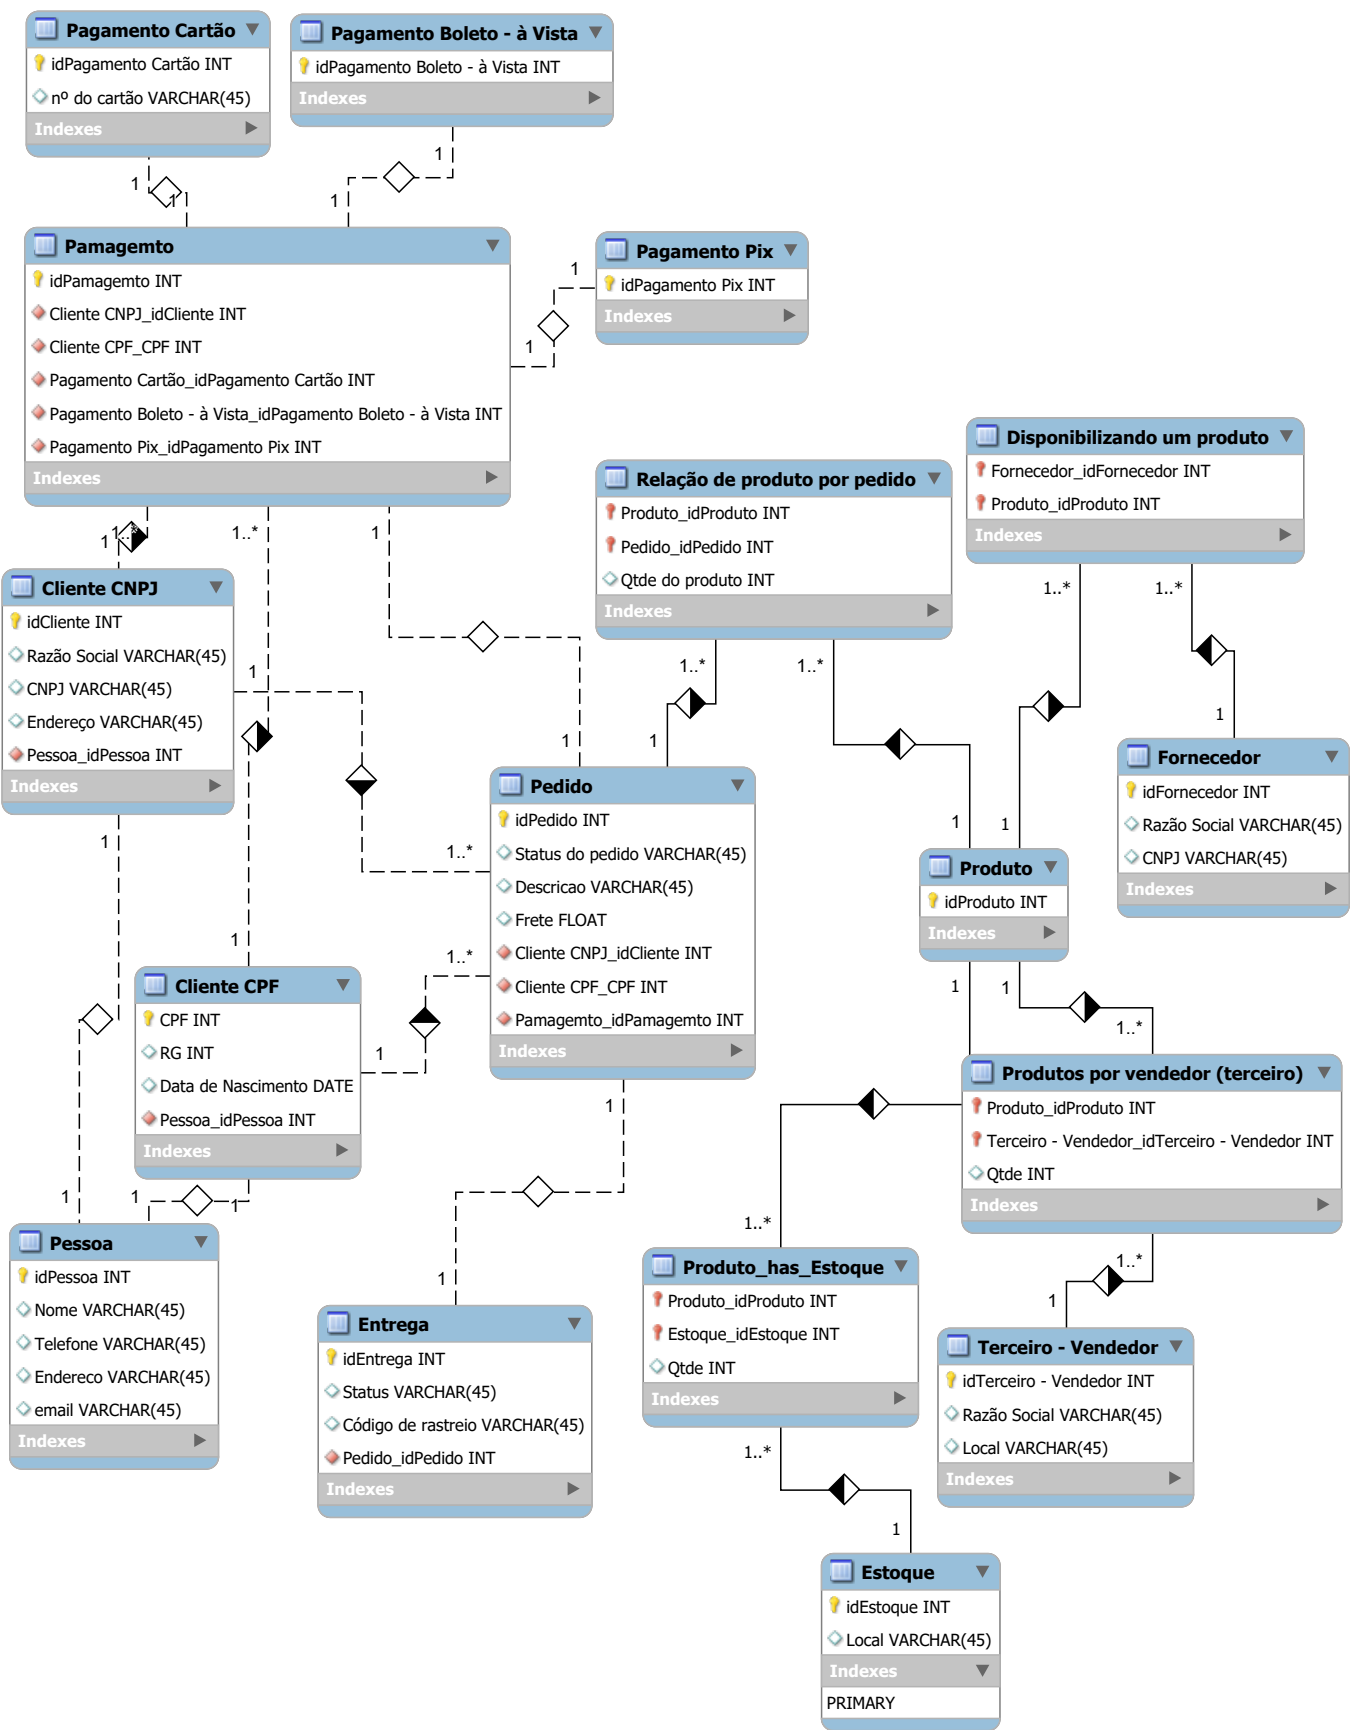 Pagamento Cartão
idPagamento Cartão INT
nº do cartão VARCHAR(45)
Indexes
Pagamento Boleto - à Vista
idPagamento Boleto - à Vista INT
Indexes
1
1
1
1
Pamagemto
idPamagemto INT
Cliente CNPJ_idCliente INT
Cliente CPF_CPF INT
Pagamento Cartão_idPagamento Cartão INT
Pagamento Boleto - à Vista_idPagamento Boleto - à Vista INT
Pagamento Pix_idPagamento Pix INT
Indexes
1
1
Pagamento Pix
idPagamento Pix INT
Indexes
Relação de produto por pedido
Produto_idProduto INT
Pedido_idPedido INT
Qtde do produto INT
Indexes
Disponibilizando um produto
Fornecedor_idFornecedor INT
Produto_idProduto INT
Indexes
1
1..*
1..*
1
1..*
1..*
1..*
1..*
Cliente CNPJ
idCliente INT
Razão Social VARCHAR(45)
CNPJ VARCHAR(45)
Endereço VARCHAR(45)
Pessoa_idPessoa INT
Indexes
1
1
1
1
1
1
1
1
1..*
Pedido
idPedido INT
Status do pedido VARCHAR(45)
Descricao VARCHAR(45)
Frete FLOAT
Cliente CNPJ_idCliente INT
Cliente CPF_CPF INT
Pamagemto_idPamagemto INT
Indexes
Fornecedor
idFornecedor INT
Razão Social VARCHAR(45)
CNPJ VARCHAR(45)
Indexes
Produto
idProduto INT
Indexes
1
1..*
1
Cliente CPF
CPF INT
RG INT
Data de Nascimento DATE
Pessoa_idPessoa INT
Indexes
1
1
1..*
1
Produtos por vendedor (terceiro)
Produto_idProduto INT
Terceiro - Vendedor_idTerceiro - Vendedor INT
Qtde INT
Indexes
1
1
1
1..*
1..*
1
1
Pessoa
idPessoa INT
Nome VARCHAR(45)
Telefone VARCHAR(45)
Endereco VARCHAR(45)
email VARCHAR(45)
Indexes
Entrega
idEntrega INT
Status VARCHAR(45)
Código de rastreio VARCHAR(45)
Pedido_idPedido INT
Indexes
Produto_has_Estoque
Produto_idProduto INT
Estoque_idEstoque INT
Qtde INT
Indexes
Terceiro - Vendedor
idTerceiro - Vendedor INT
Razão Social VARCHAR(45)
Local VARCHAR(45)
Indexes
1..*
1
Estoque
idEstoque INT
Local VARCHAR(45)
Indexes
PRIMARY